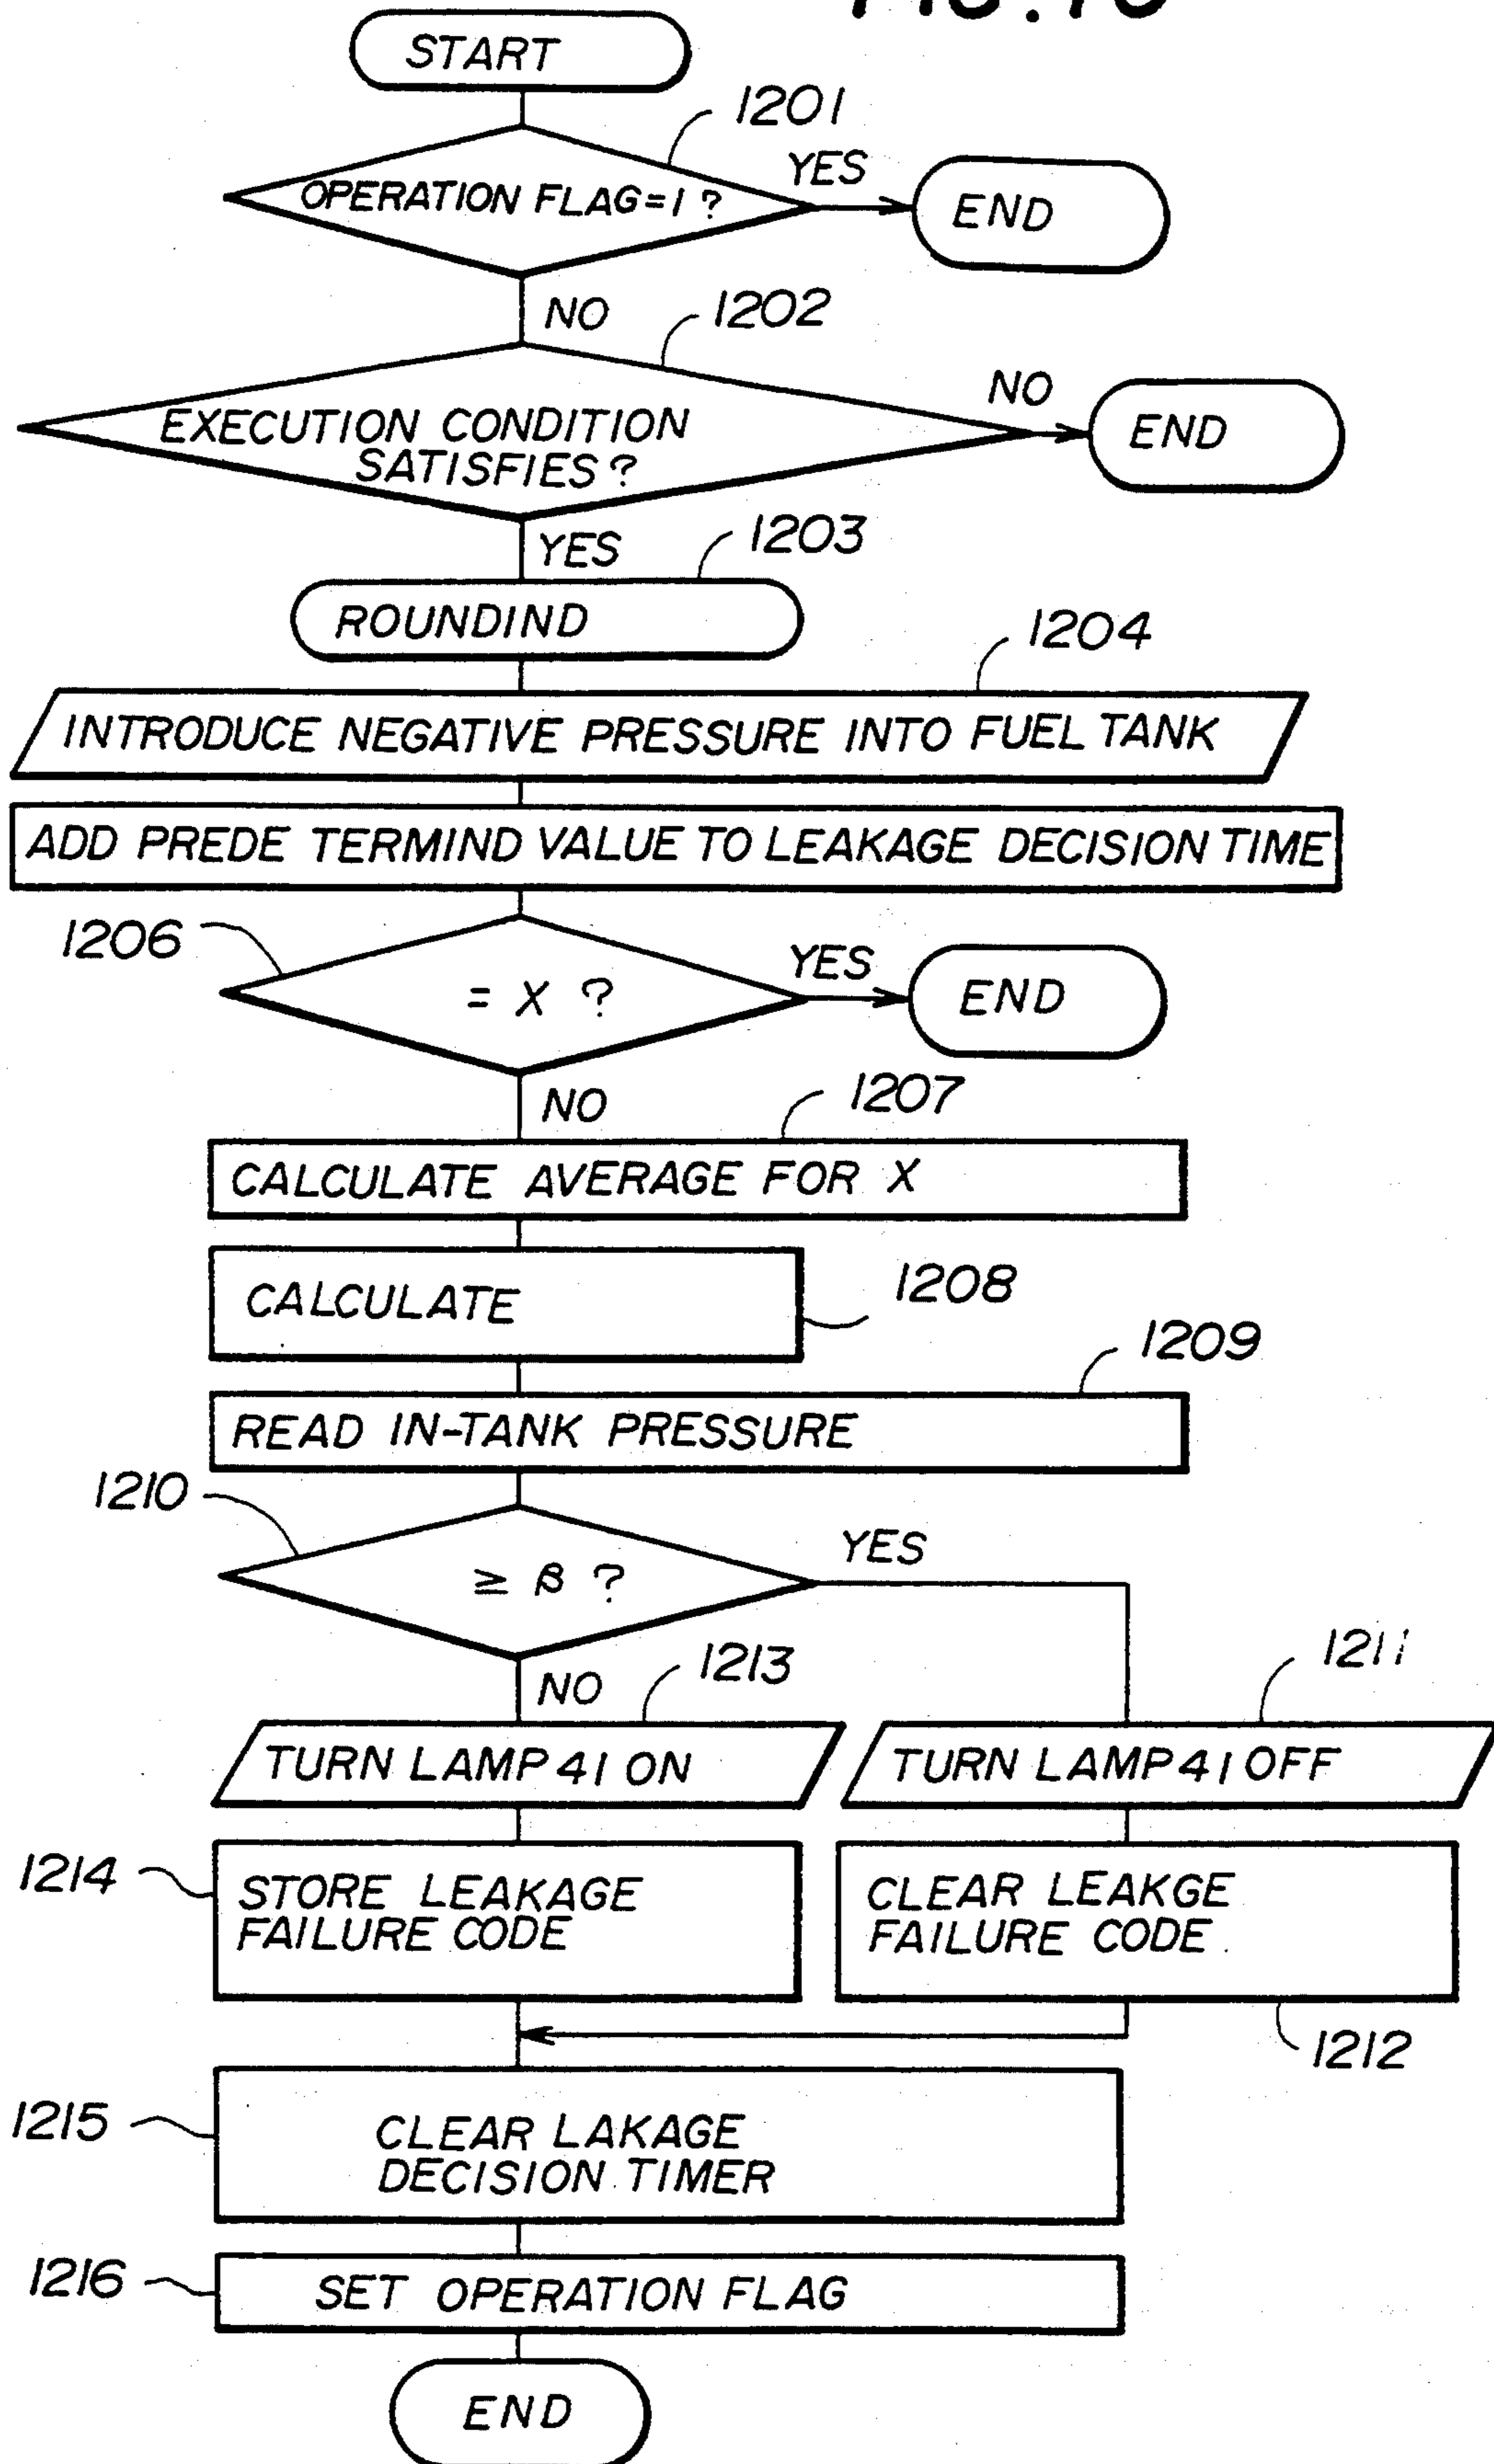 START
1201
OPERATION FLAG=1 ?
YES
END
NO
1202
EXECUTION CONDITION
SATISFIES ?
NO
END
YES
1203
ROUNDIND
1204
INTRODUCE NEGATIVE PRESSURE INTO FUEL TANK
ADD PREDE TERMIND VALUE TO LEAKAGE DECISION TIME
1206
= X ?
YES
END
NO
1207
CALCULATE AVERAGE FOR X
CALCULATE
1208
1209
READ IN-TANK PRESSURE
1210
≥ β ?
YES
NO
1213
1211
TURN LAMP 41 ON
TURN LAMP 41 OFF
1214
STORE LEAKAGE
FAILURE CODE
CLEAR LEAKGE
FAILURE CODE
1212
1215
CLEAR LAKAGE
DECISION TIMER
1216
SET OPERATION FLAG
END